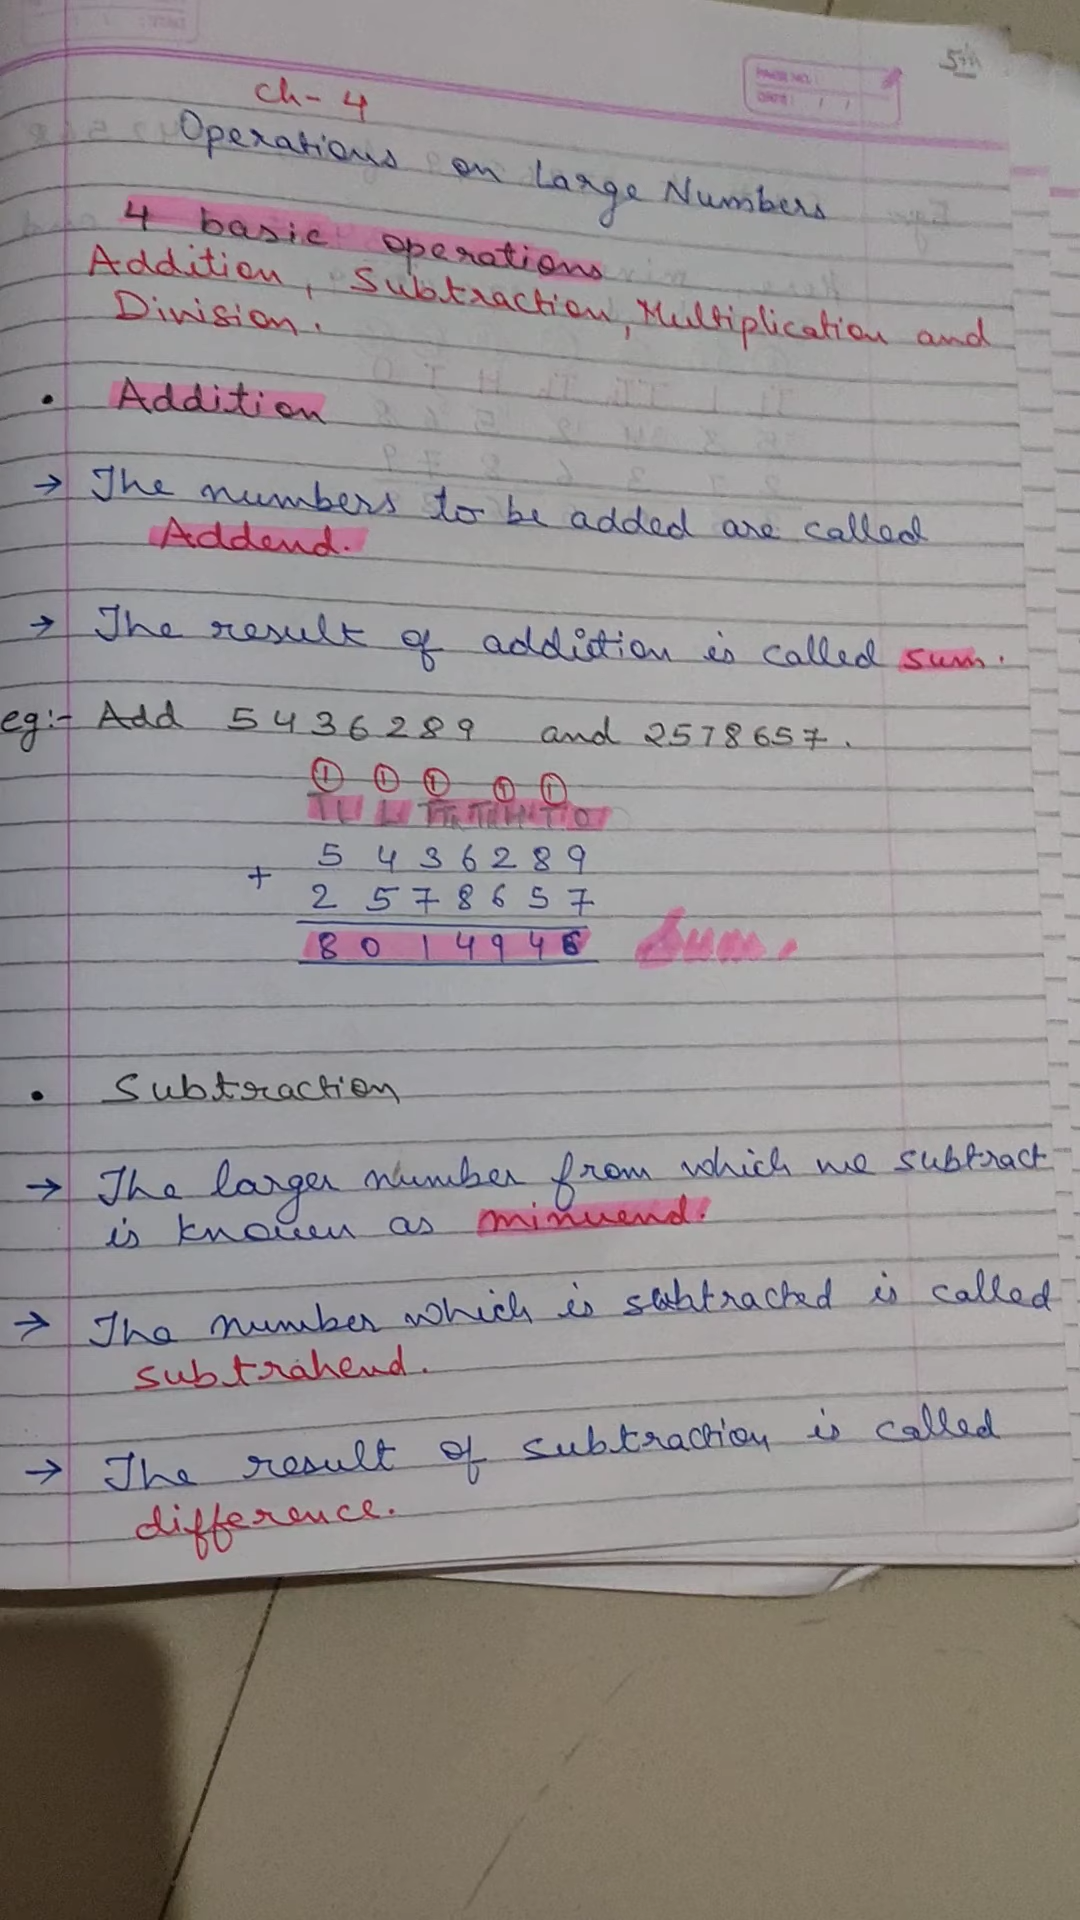 5th
PAGE NO.:
DATE: / /
Ch-4
Operations on Large Numbers
4 basic operations
Addition, Subtraction, Multiplication and
Division.
• Addition
→ The numbers to be added are called
Addend.
→ The result of addition is called sum.
eg:- Add 5436289 and 2578657.
1 1 1 1 1
TL L TTh Th H T O
5 4 3 6 2 8 9
+ 2 5 7 8 6 5 7
8 0 1 4 9 4 6 Sum.
• Subtraction
→ The larger number from which we subtract
is known as minuend.
→ The number which is subtracted is called
subtrahend.
→ The result of subtraction is called
difference.